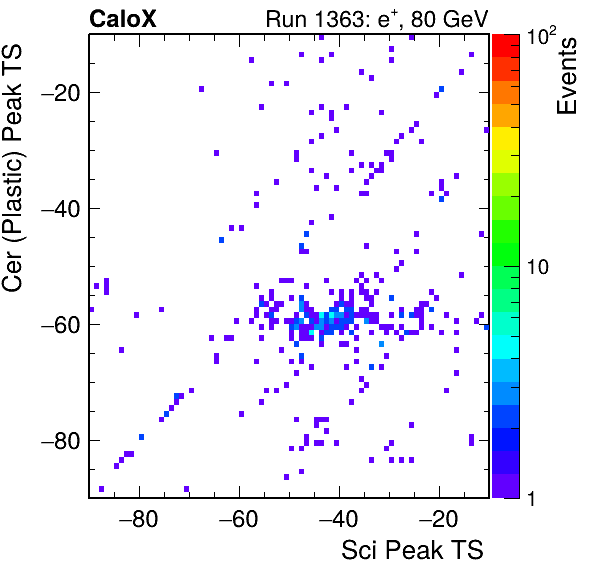 CaloX Run 1363: e⁺, 80 GeV
Cer (Plastic) Peak TS
−20
−40
−60
−80
−80 −60 −40 −20
Sci Peak TS
10²
10
1
Events